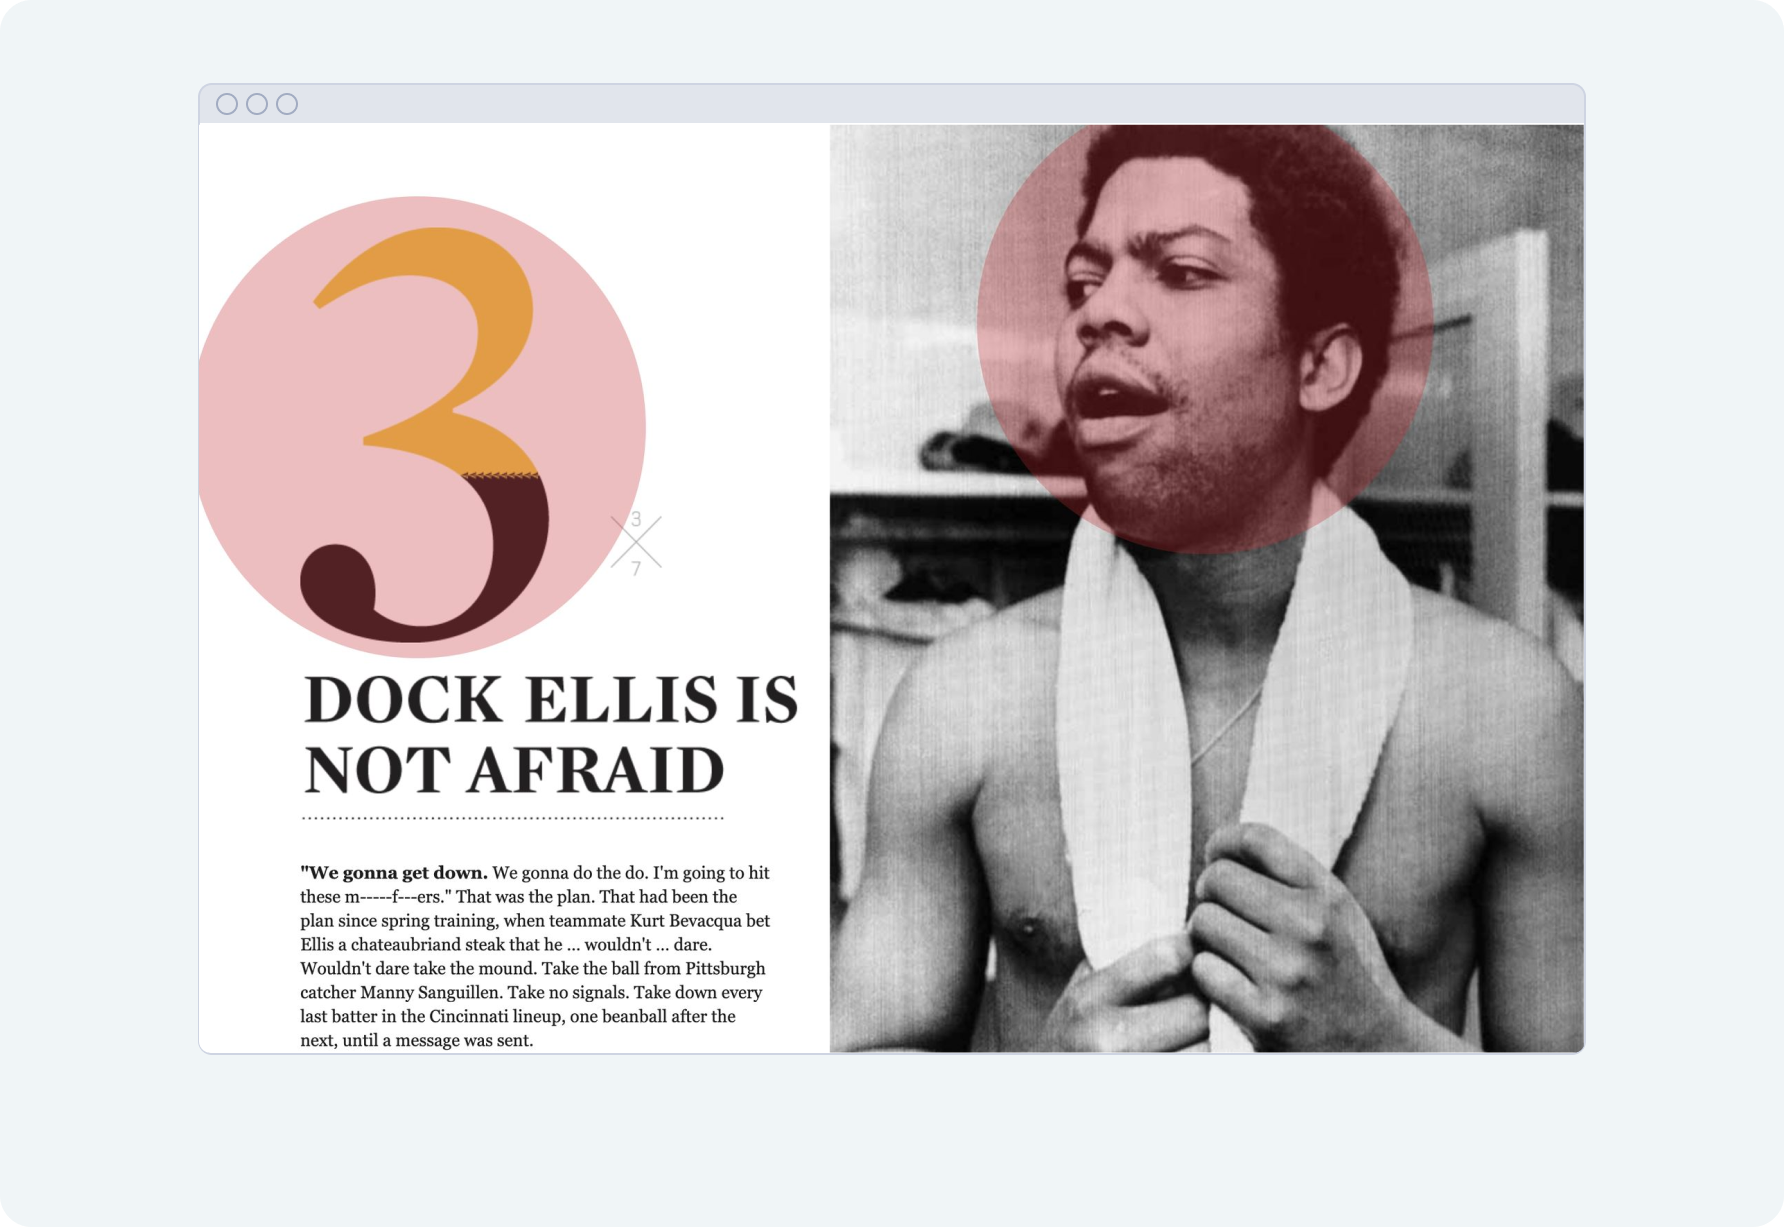 3
3
7
DOCK ELLIS IS
NOT AFRAID
"We gonna get down. We gonna do the do. I'm going to hit
these m-----f---ers." That was the plan. That had been the
plan since spring training, when teammate Kurt Bevacqua bet
Ellis a chateaubriand steak that he ... wouldn't ... dare.
Wouldn't dare take the mound. Take the ball from Pittsburgh
catcher Manny Sanguillen. Take no signals. Take down every
last batter in the Cincinnati lineup, one beanball after the
next, until a message was sent.